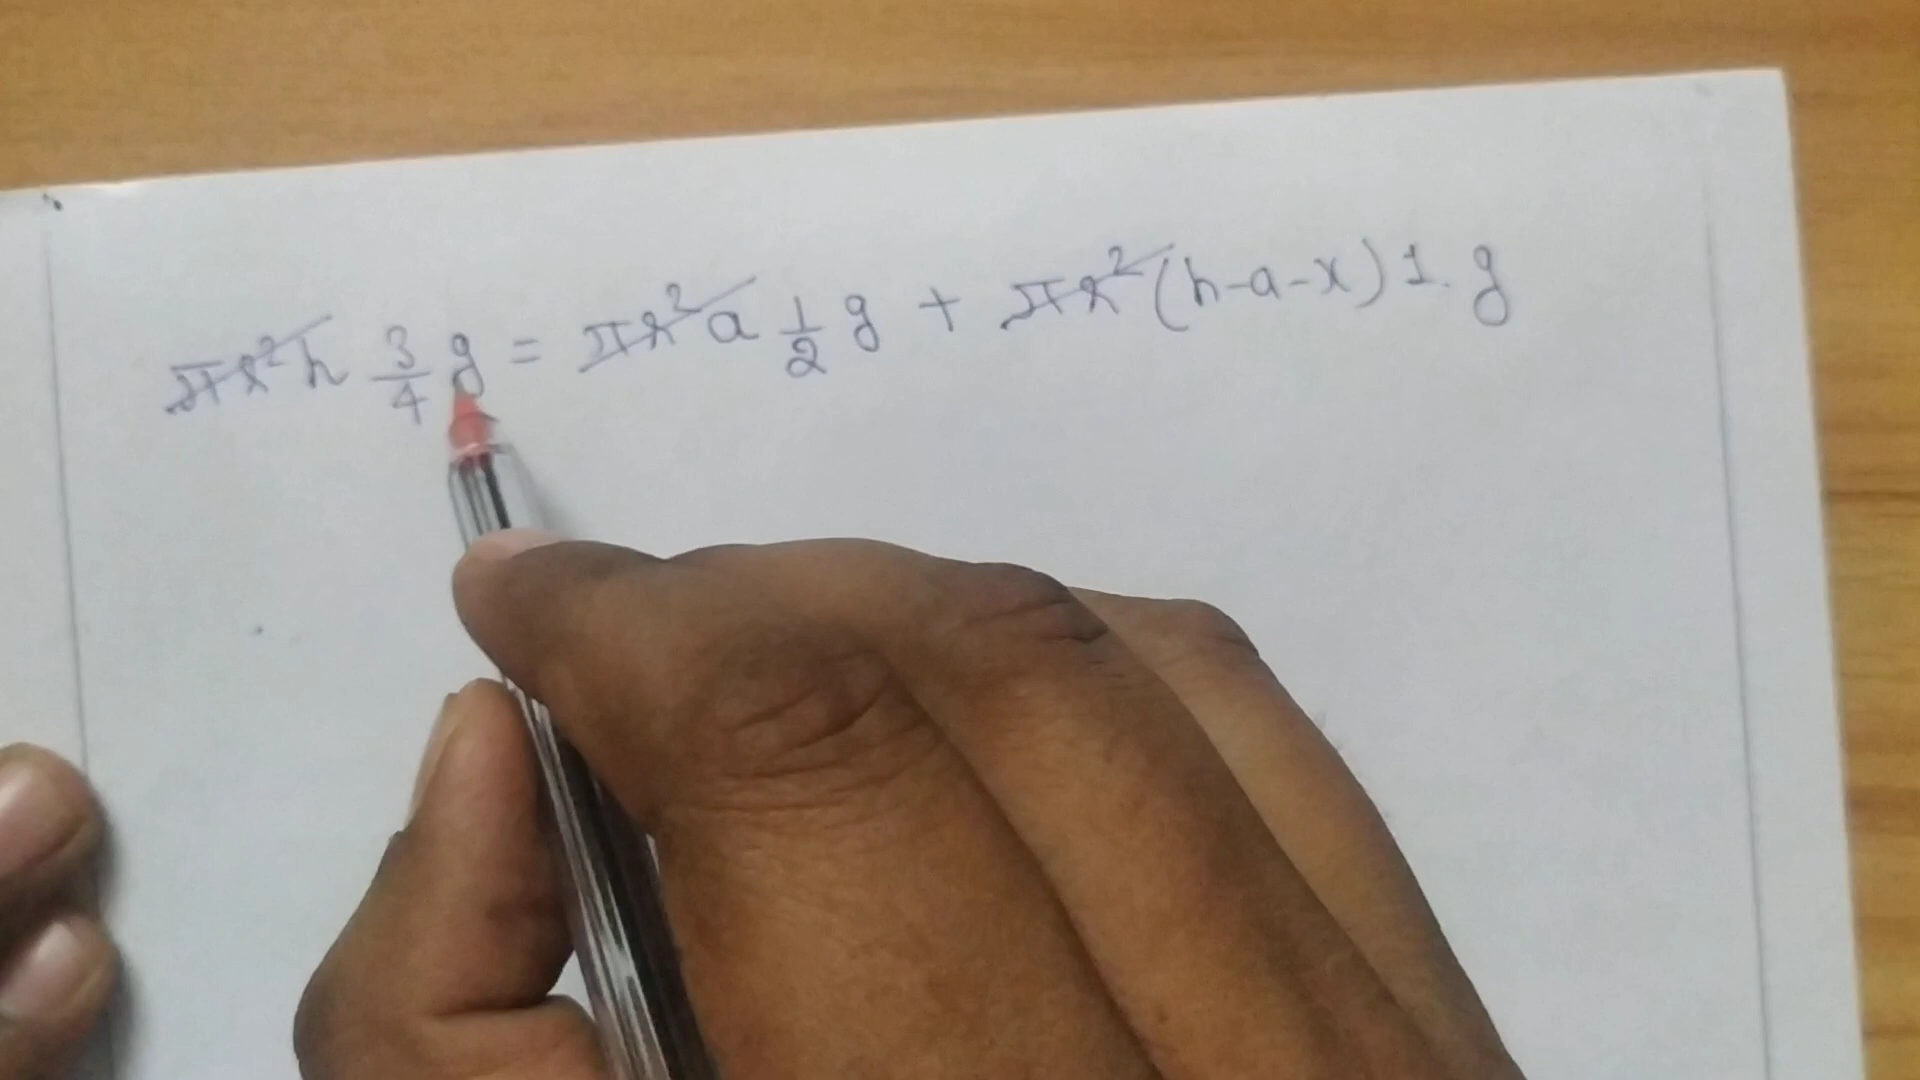 πr²h 3/4 g = πr²a 1/2 g + πr²(h-a-x)1.g